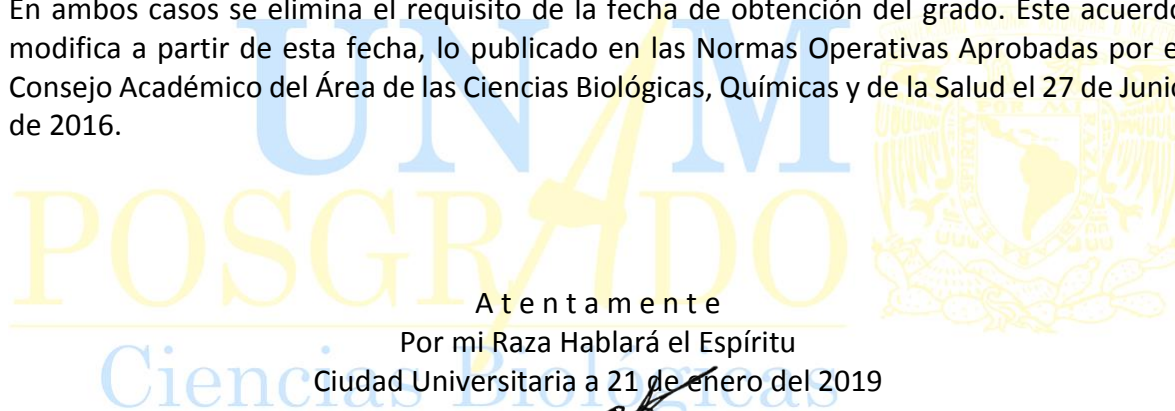 En ambos casos se elimina el requisito de la fecha de obtención del grado. Este acuerdo
modifica a partir de esta fecha, lo publicado en las Normas Operativas Aprobadas por e
Consejo Académico del Área de las Ciencias Biológicas, Químicas y de la Salud el 27 de Junio
de 2016.
UNAM
POSGRADO
A t e n t a m e n t e
Por mi Raza Hablará el Espíritu
Ciencias Biológicas
Ciudad Universitaria a 21 de enero del 2019